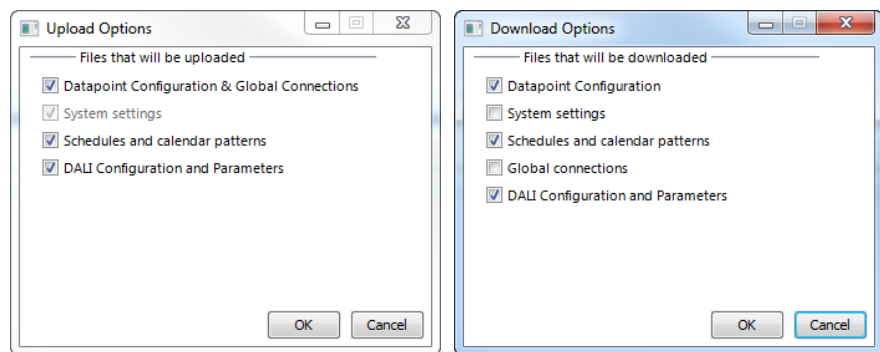 Upload Options
Files that will be uploaded
Datapoint Configuration & Global Connections
System settings
Schedules and calendar patterns
DALI Configuration and Parameters
OK
Cancel
Download Options
Files that will be downloaded
Datapoint Configuration
System settings
Schedules and calendar patterns
Global connections
DALI Configuration and Parameters
OK
Cancel